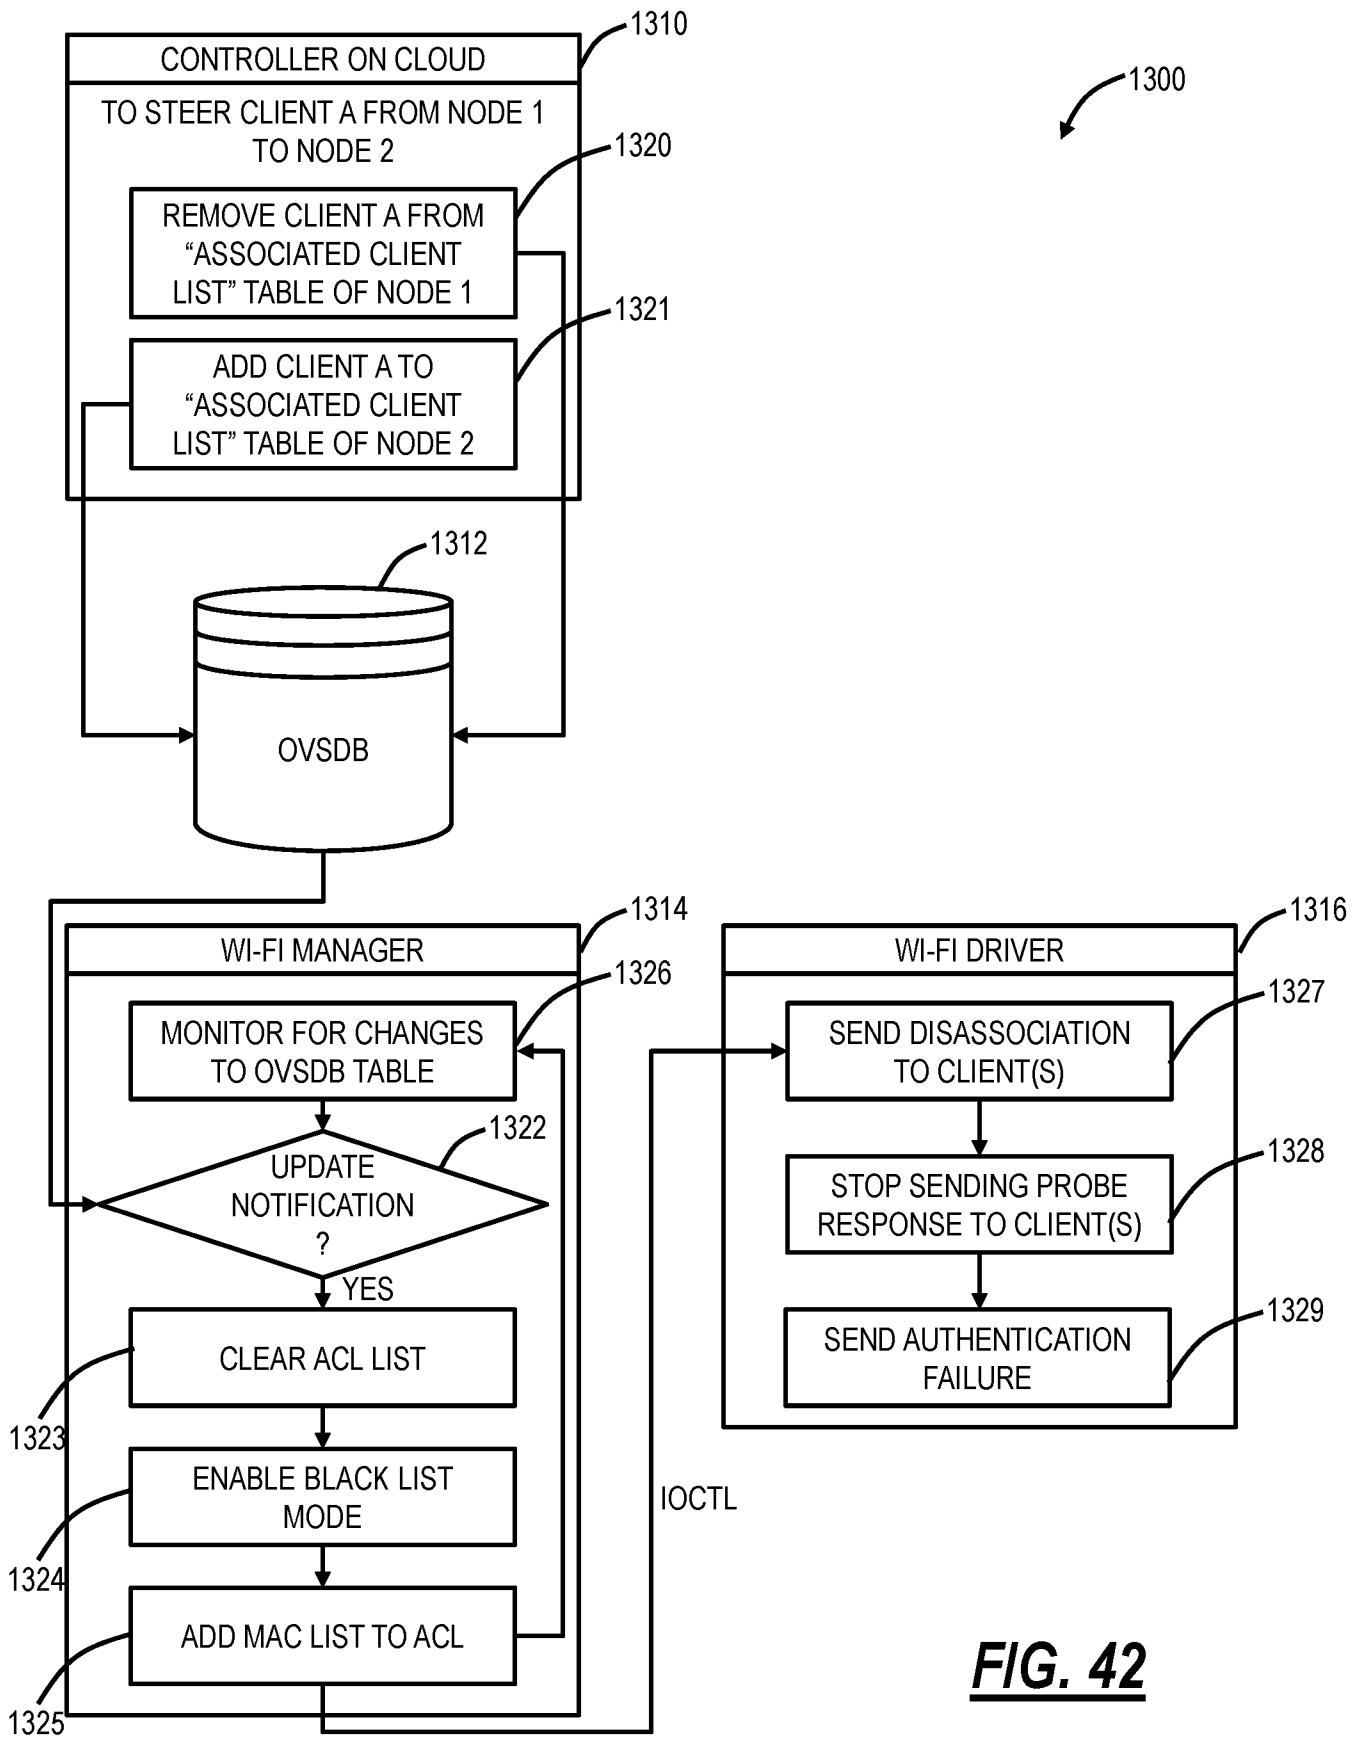 1310
CONTROLLER ON CLOUD
1300
TO STEER CLIENT A FROM NODE 1
TO NODE 2
1320
REMOVE CLIENT A FROM
“ASSOCIATED CLIENT
LIST” TABLE OF NODE 1
1321
ADD CLIENT A TO
“ASSOCIATED CLIENT
LIST” TABLE OF NODE 2
1312
OVSDB
1314
WI-FI MANAGER
1326
MONITOR FOR CHANGES
TO OVSDB TABLE
1322
UPDATE
NOTIFICATION
?
YES
CLEAR ACL LIST
1323
ENABLE BLACK LIST
MODE
1324
ADD MAC LIST TO ACL
1325
IOCTL
1316
WI-FI DRIVER
1327
SEND DISASSOCIATION
TO CLIENT(S)
1328
STOP SENDING PROBE
RESPONSE TO CLIENT(S)
1329
SEND AUTHENTICATION
FAILURE
FIG. 42